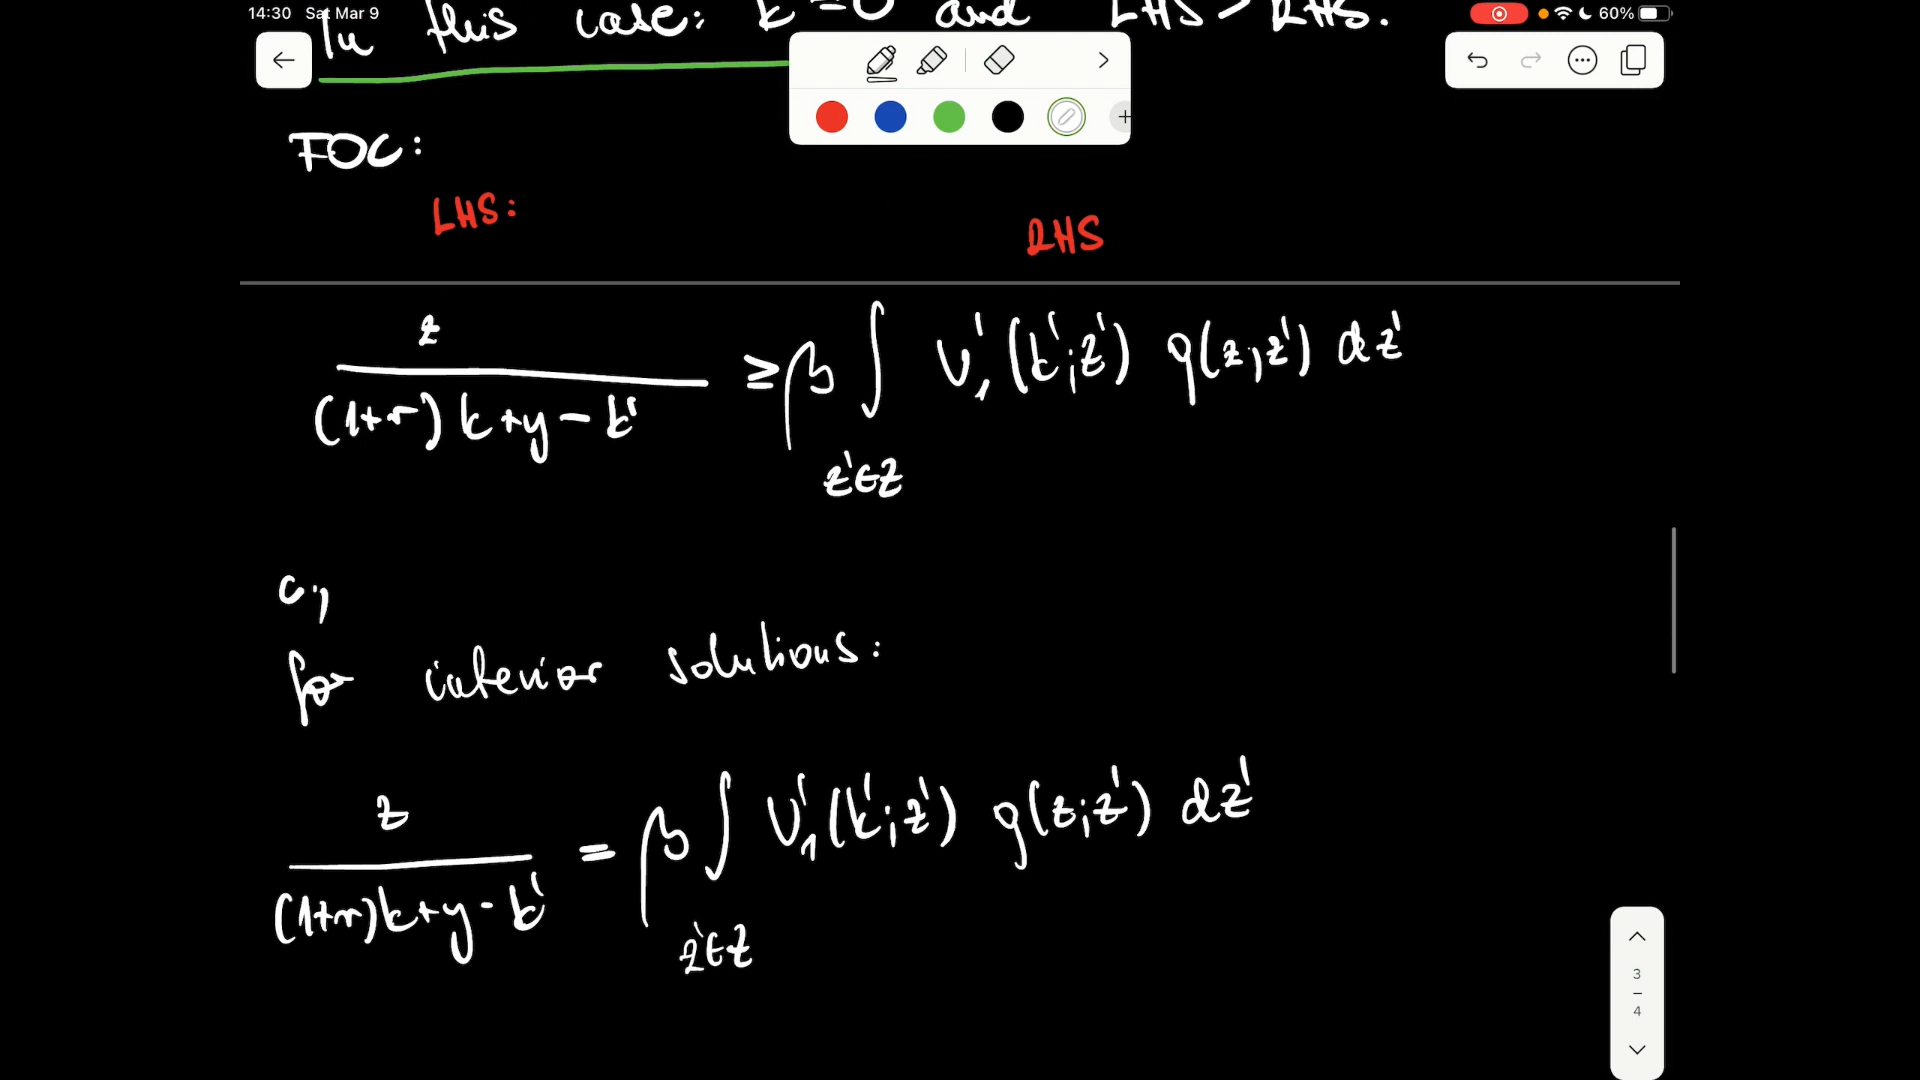 14:30 Sat Mar 9
60%
In this case: k' = 0 and LHS > RHS.
FOC:
LHS:
RHS
z / ((1+r)k+y-k') ≥ β ∫_{z'∈Z} V'₁(k';z') q(z,z') dz'
c,
for interior solutions:
z / ((1+r)k+y-k') = β ∫_{z'∈Z} V'₁(k';z') q(z;z') dz'
3
4